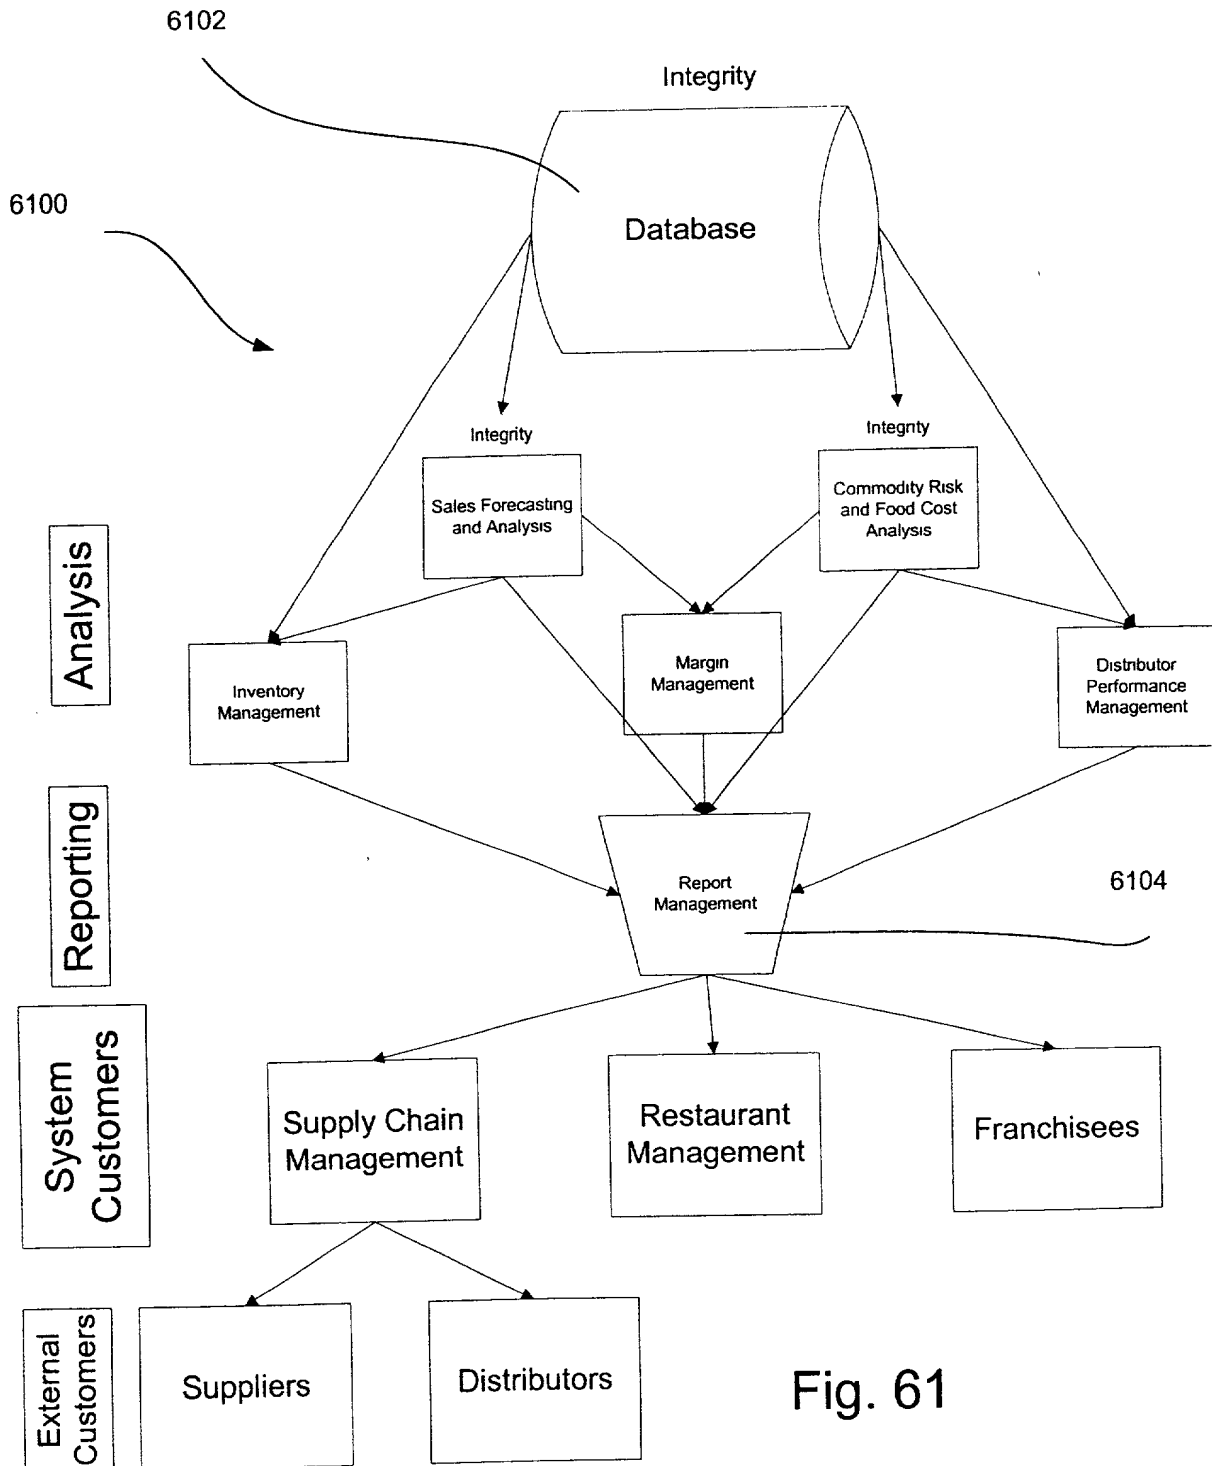 6102
Integrity
6100
Database
Integrity
Integrity
Sales Forecasting
and Analysis
Commodity Risk
and Food Cost
Analysis
Analysis
Inventory
Management
Margin
Management
Distributor
Performance
Management
Reporting
Report
Management
6104
System
Customers
Supply Chain
Management
Restaurant
Management
Franchisees
External
Customers
Suppliers
Distributors
Fig. 61